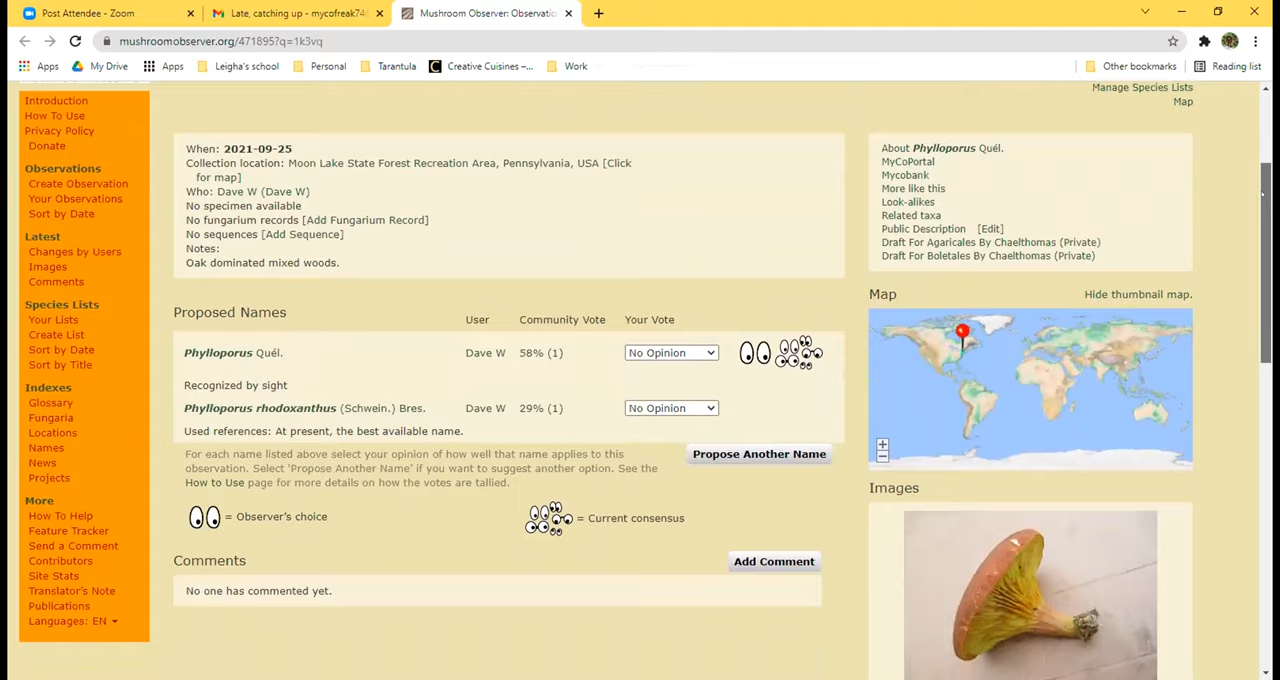 Post Attendee - Zoom
Late, catching up - mycofreak74
Mushroom Observer: Observatio
mushroomobserver.org/471895?q=1k3vq
Apps
My Drive
Apps
Leigha's school
Personal
Tarantula
Creative Cuisines –...
Work
Other bookmarks
Reading list
Manage Species Lists
Map
Introduction
How To Use
Privacy Policy
Donate
Observations
Create Observation
Your Observations
Sort by Date
Latest
Changes by Users
Images
Comments
Species Lists
Your Lists
Create List
Sort by Date
Sort by Title
Indexes
Glossary
Fungaria
Locations
Names
News
Projects
More
How To Help
Feature Tracker
Send a Comment
Contributors
Site Stats
Translator's Note
Publications
Languages: EN
When: 2021-09-25
Collection location: Moon Lake State Forest Recreation Area, Pennsylvania, USA [Click
for map]
Who: Dave W (Dave W)
No specimen available
No fungarium records [Add Fungarium Record]
No sequences [Add Sequence]
Notes:
Oak dominated mixed woods.
Proposed Names
User
Community Vote
Your Vote
Phylloporus Quél.
Dave W
58% (1)
No Opinion
Recognized by sight
Phylloporus rhodoxanthus (Schwein.) Bres.
Dave W
29% (1)
No Opinion
Used references: At present, the best available name.
For each name listed above select your opinion of how well that name applies to this
observation. Select 'Propose Another Name' if you want to suggest another option. See the
How to Use page for more details on how the votes are tallied.
Propose Another Name
= Observer's choice
= Current consensus
Comments
Add Comment
No one has commented yet.
About Phylloporus Quél.
MyCoPortal
Mycobank
More like this
Look-alikes
Related taxa
Public Description [Edit]
Draft For Agaricales By Chaelthomas (Private)
Draft For Boletales By Chaelthomas (Private)
Map
Hide thumbnail map.
Images